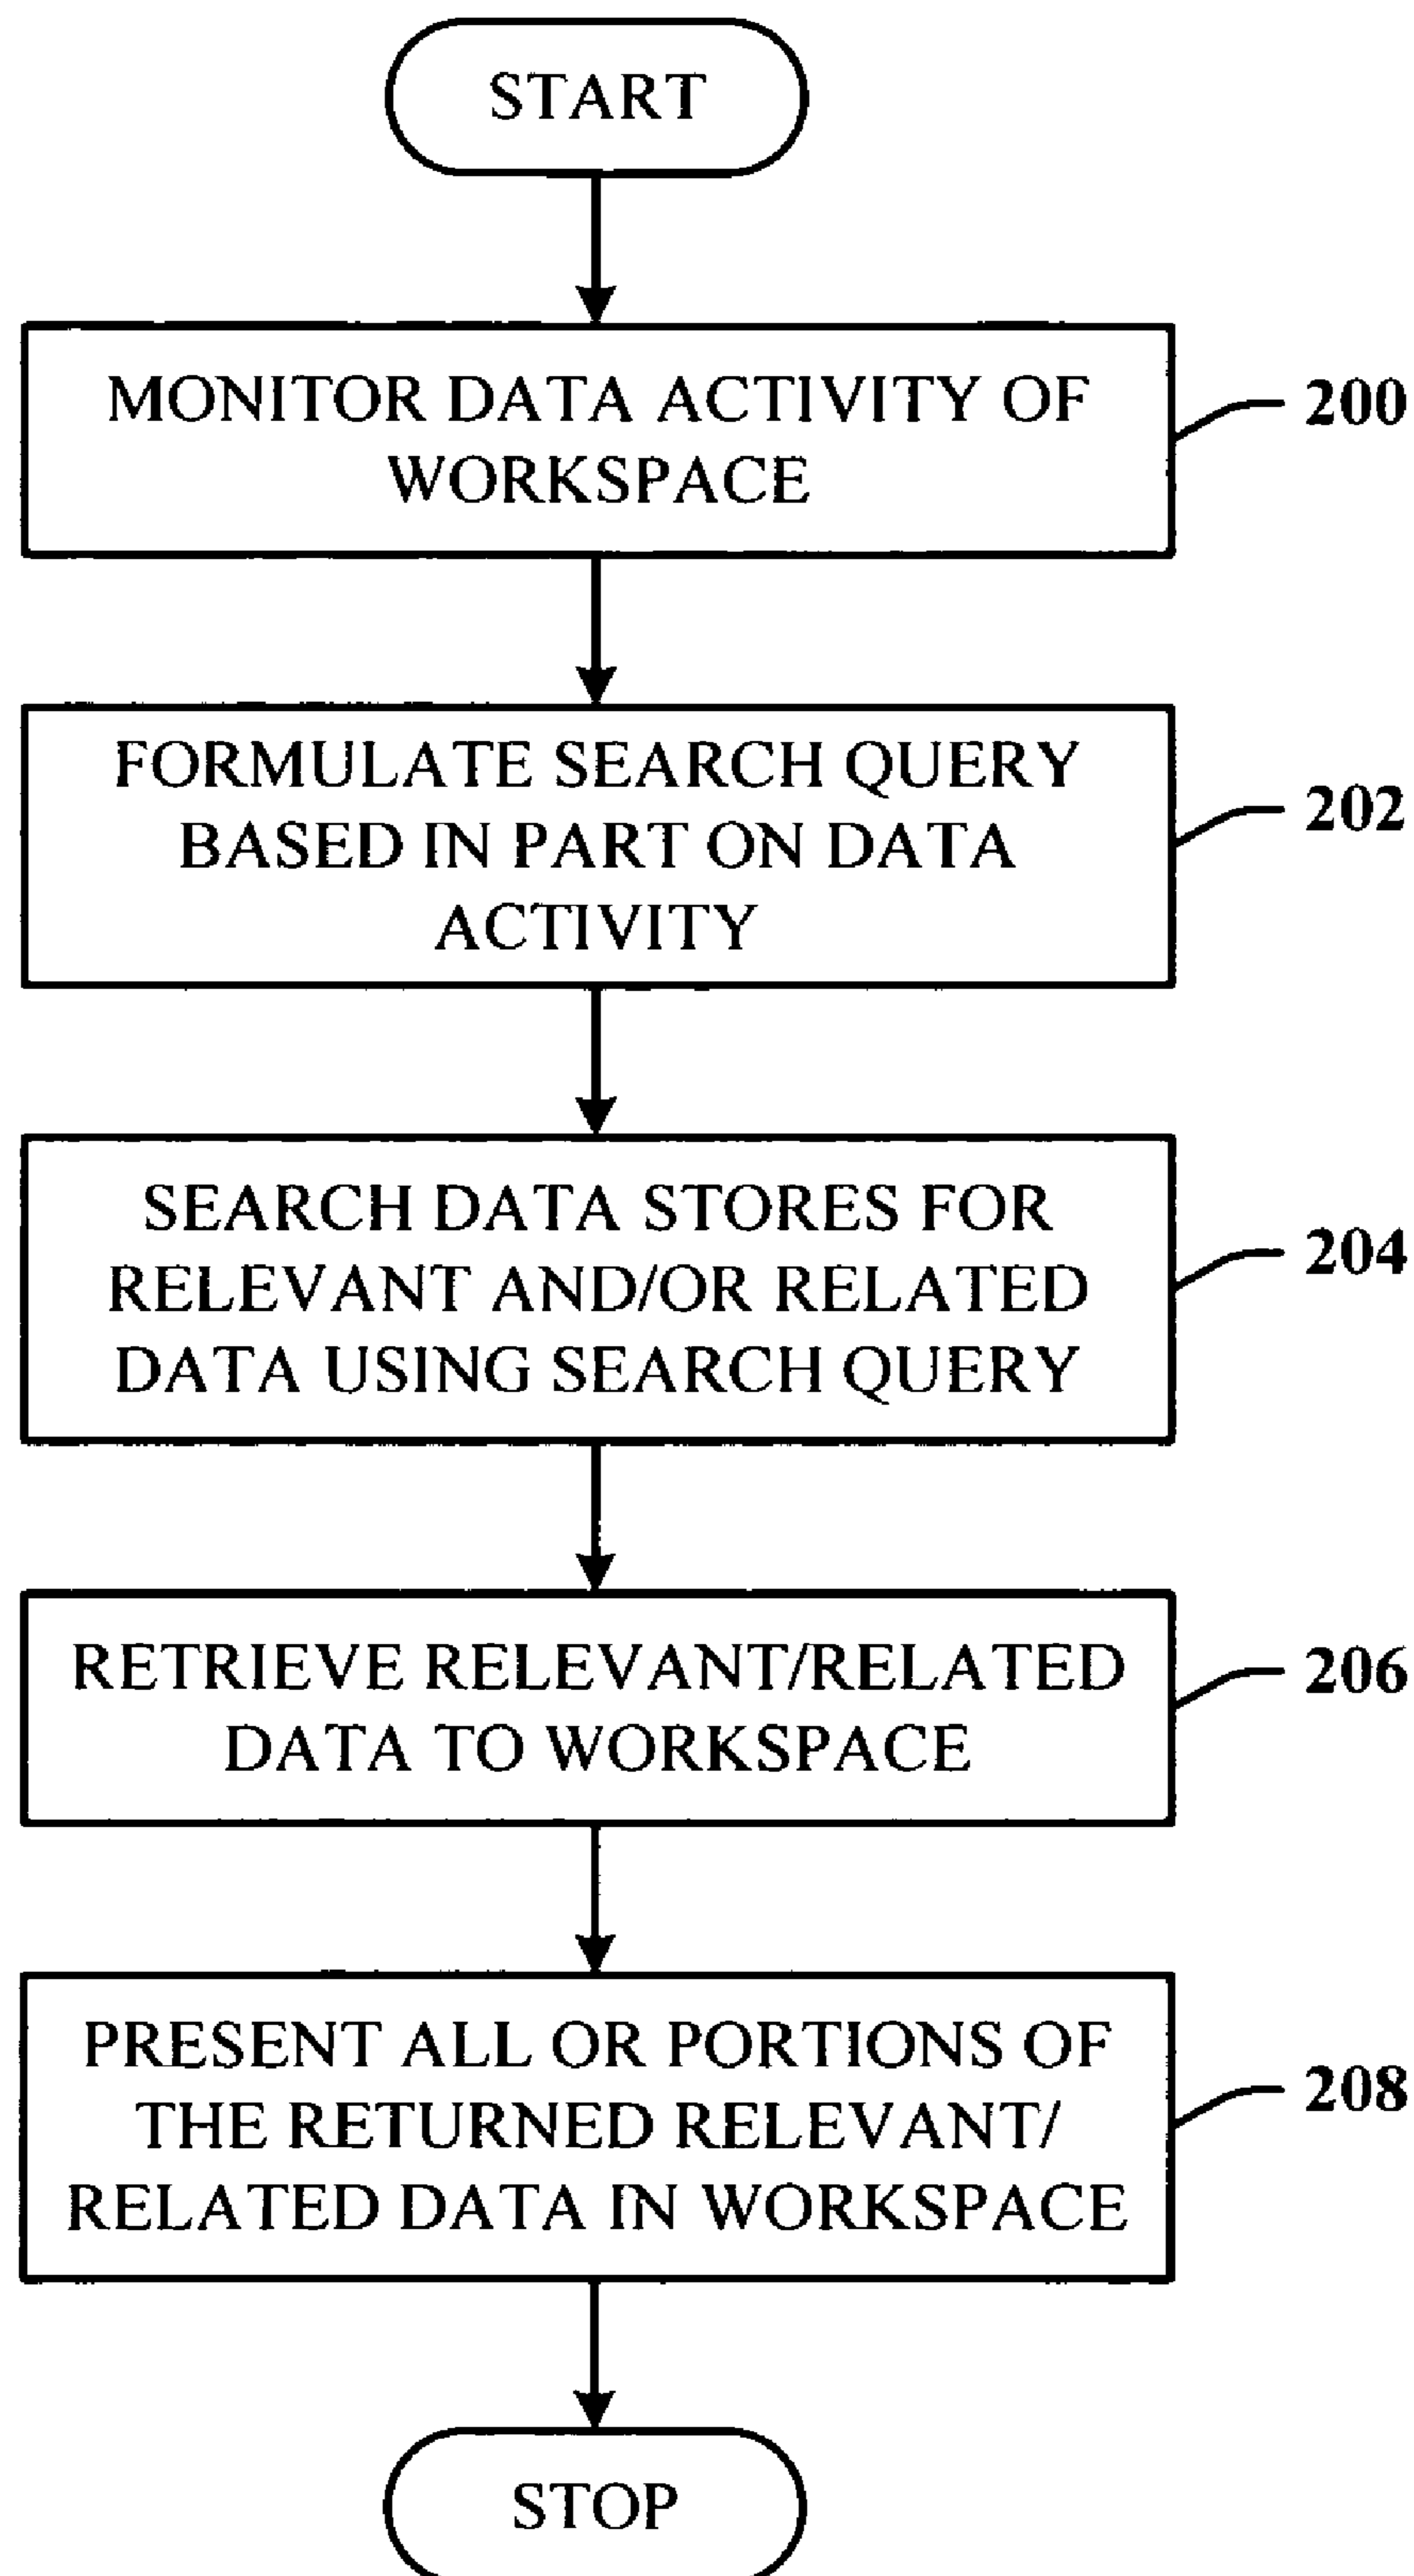 START
MONITOR DATA ACTIVITY OF
WORKSPACE
200
FORMULATE SEARCH QUERY
BASED IN PART ON DATA
ACTIVITY
202
SEARCH DATA STORES FOR
RELEVANT AND/OR RELATED
DATA USING SEARCH QUERY
204
RETRIEVE RELEVANT/RELATED
DATA TO WORKSPACE
206
PRESENT ALL OR PORTIONS OF
THE RETURNED RELEVANT/
RELATED DATA IN WORKSPACE
208
STOP